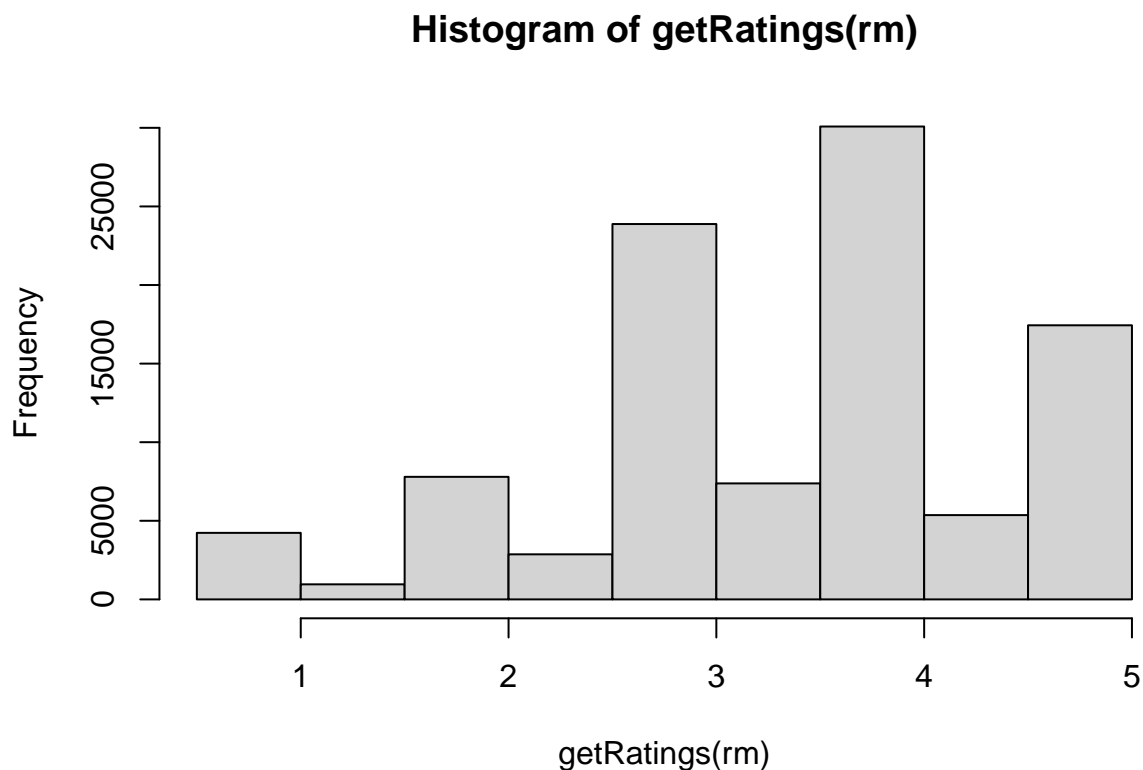 Histogram of getRatings(rm)
Frequency
25000
15000
5000
0
1 2 3 4 5
getRatings(rm)